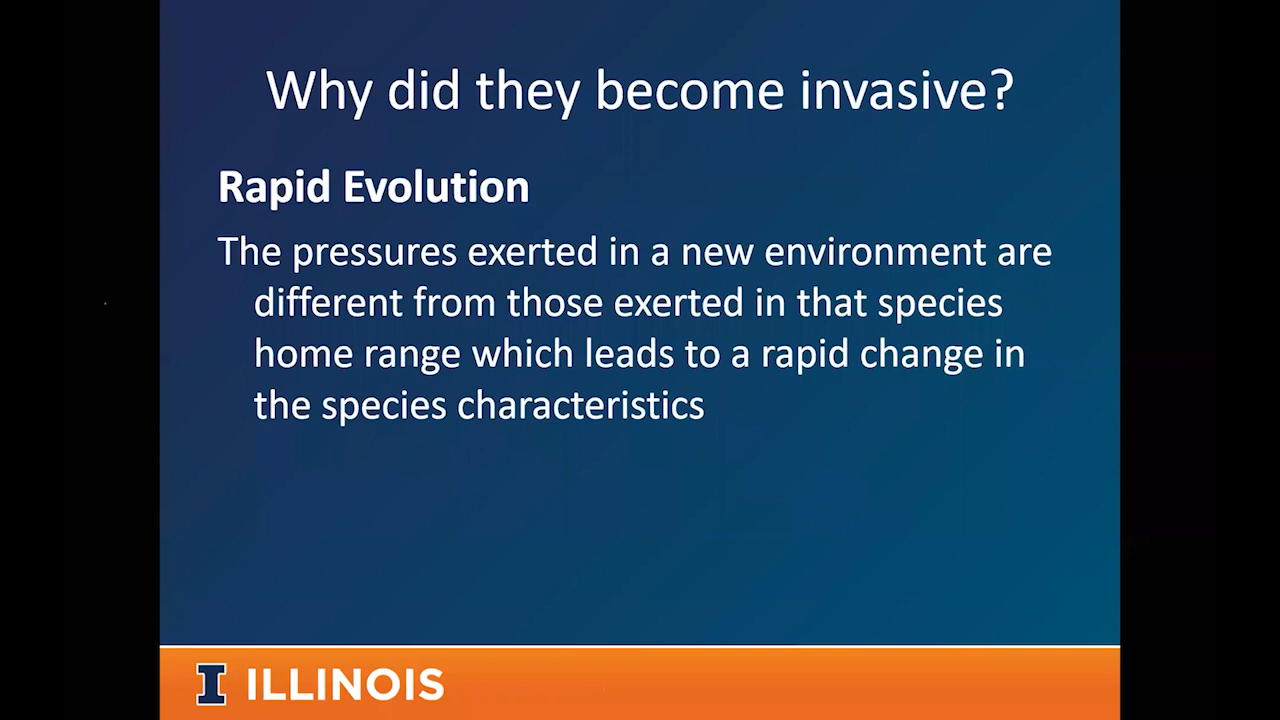 Why did they become invasive?
Rapid Evolution
The pressures exerted in a new environment are
different from those exerted in that species
home range which leads to a rapid change in
the species characteristics
I ILLINOIS